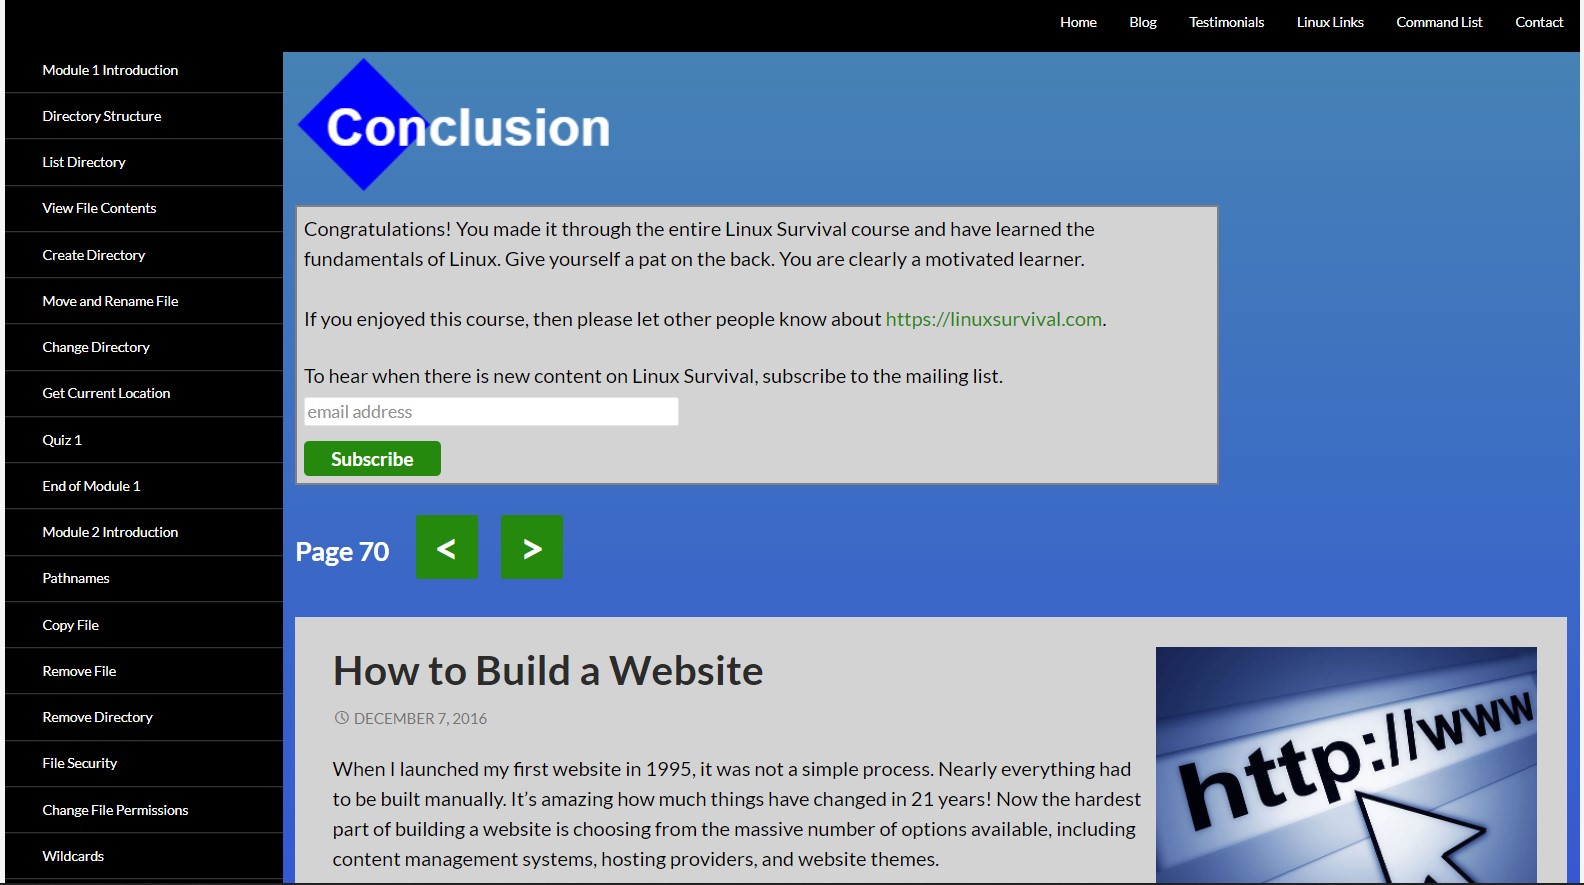 Home Blog Testimonials Linux Links Command List Contact
Module 1 Introduction
Directory Structure
List Directory
View File Contents
Create Directory
Move and Rename File
Change Directory
Get Current Location
Quiz 1
End of Module 1
Module 2 Introduction
Pathnames
Copy File
Remove File
Remove Directory
File Security
Change File Permissions
Wildcards
Conclusion
Congratulations! You made it through the entire Linux Survival course and have learned the
fundamentals of Linux. Give yourself a pat on the back. You are clearly a motivated learner.
If you enjoyed this course, then please let other people know about https://linuxsurvival.com.
To hear when there is new content on Linux Survival, subscribe to the mailing list.
email address
Subscribe
Page 70 < >
How to Build a Website
DECEMBER 7, 2016
When I launched my first website in 1995, it was not a simple process. Nearly everything had
to be built manually. It’s amazing how much things have changed in 21 years! Now the hardest
part of building a website is choosing from the massive number of options available, including
content management systems, hosting providers, and website themes.
http://www